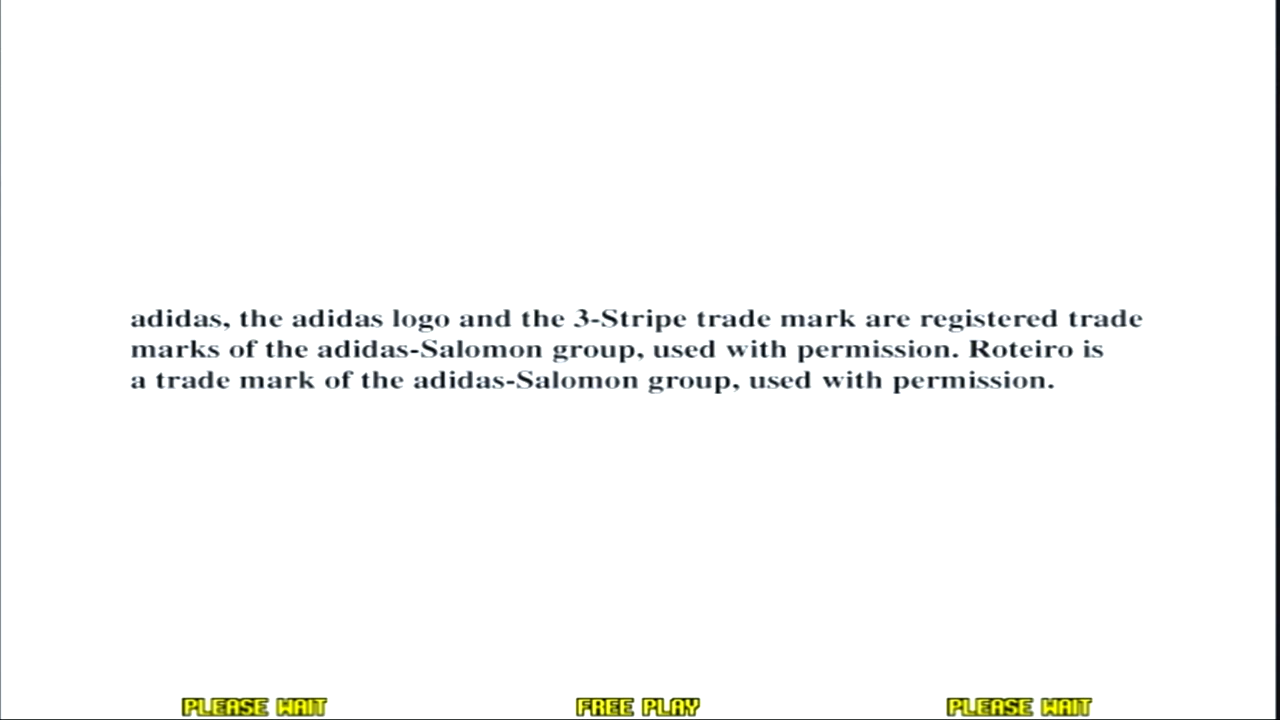 adidas, the adidas logo and the 3-Stripe trade mark are registered trade
marks of the adidas-Salomon group, used with permission. Roteiro is
a trade mark of the adidas-Salomon group, used with permission.
PLEASE WAIT FREE PLAY PLEASE WAIT